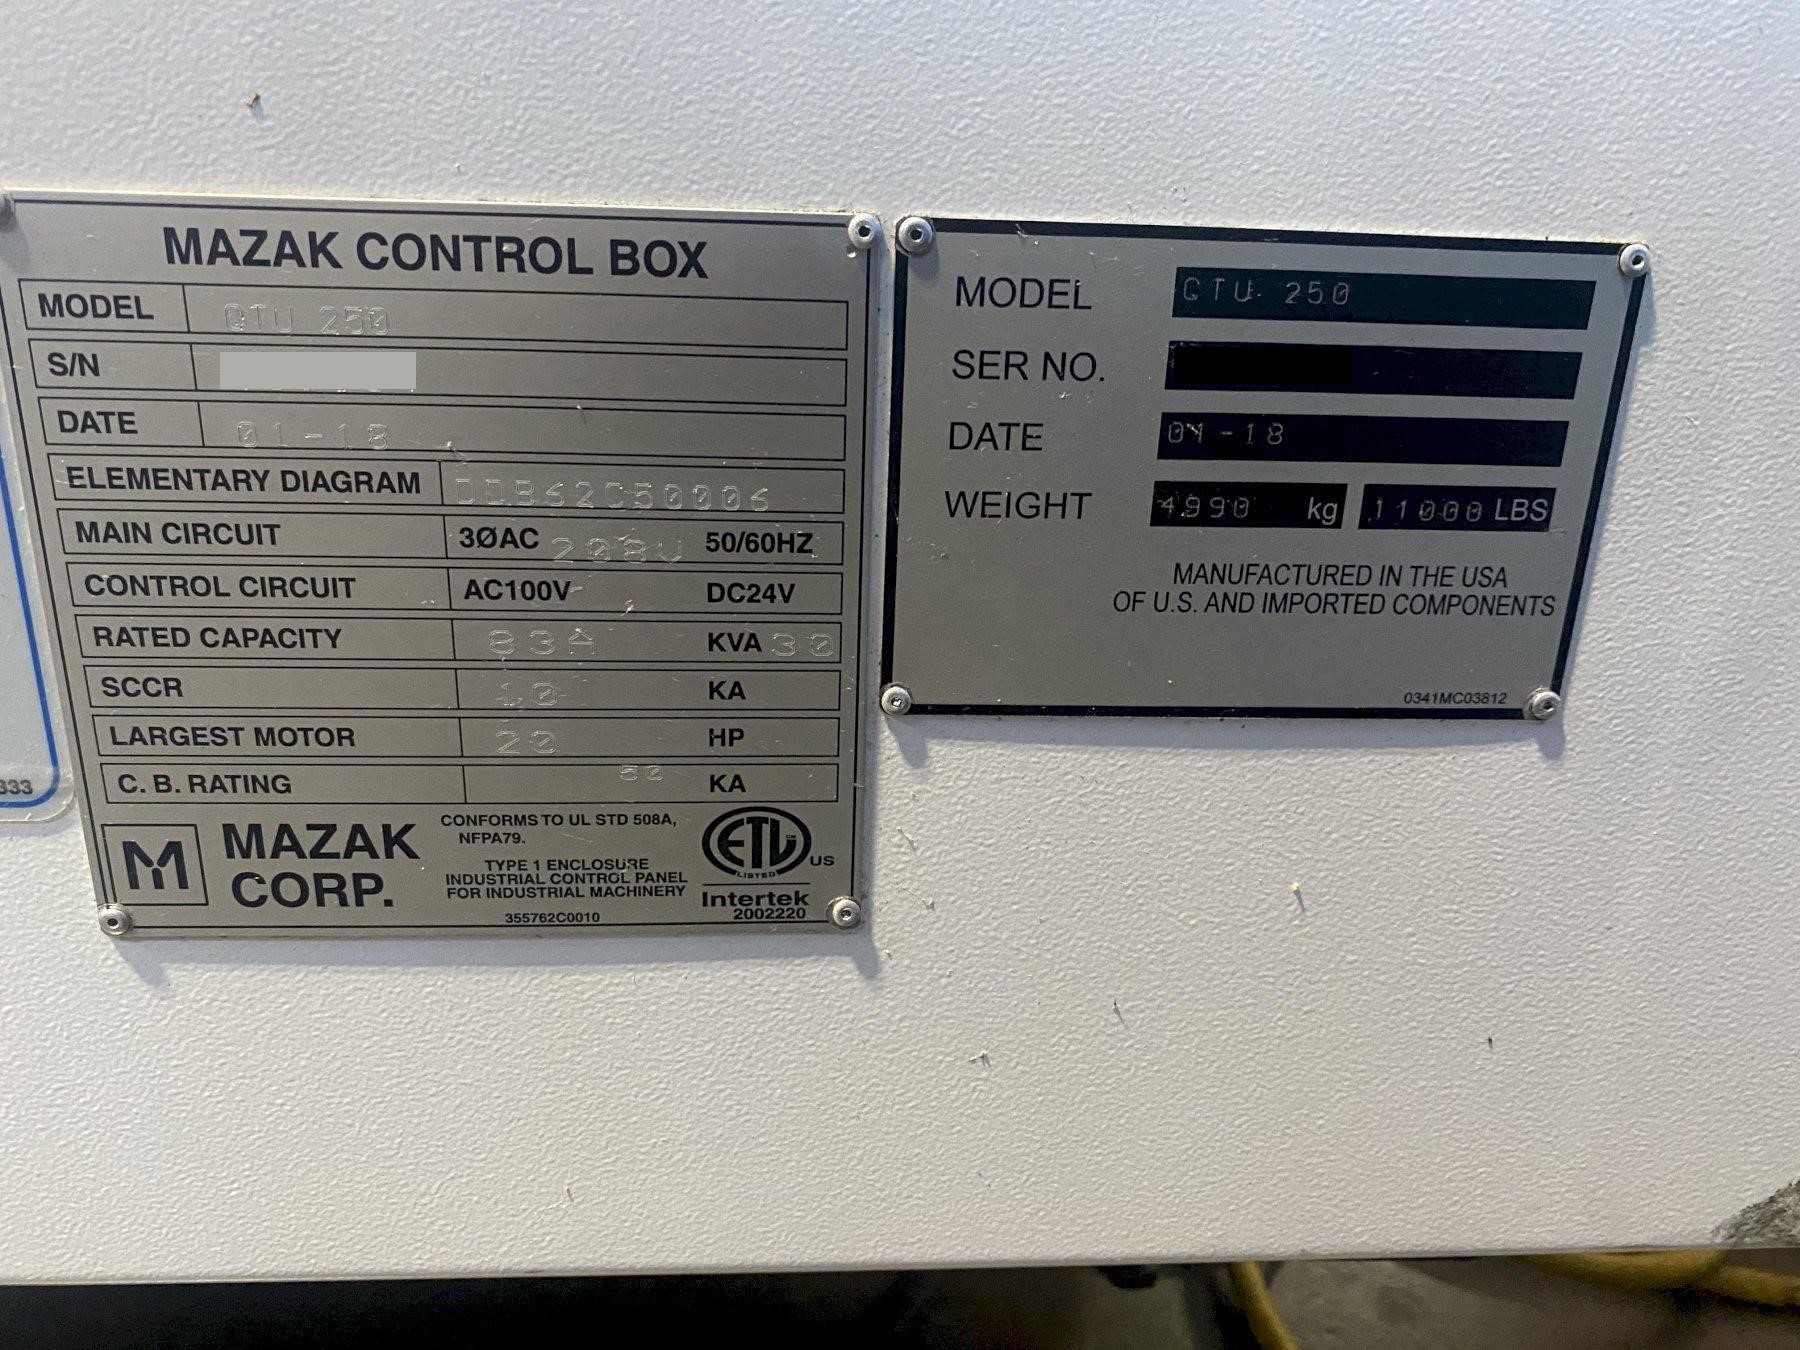 MAZAK CONTROL BOX
MODEL QTU 250
S/N
DATE 01-18
ELEMENTARY DIAGRAM DDB62C50006
MAIN CIRCUIT 3ØAC 208V 50/60HZ
CONTROL CIRCUIT AC100V DC24V
RATED CAPACITY 83A KVA 30
SCCR 10 KA
LARGEST MOTOR 20 HP
C. B. RATING 50 KA
MAZAK
CORP.
CONFORMS TO UL STD 508A,
NFPA79.
TYPE 1 ENCLOSURE
INDUSTRIAL CONTROL PANEL
FOR INDUSTRIAL MACHINERY
355762C0010
ETL CM
LISTED
US
Intertek
2002220
MODEL QTU 250
SER NO.
DATE 01-18
WEIGHT 4990 kg 11000 LBS
MANUFACTURED IN THE USA
OF U.S. AND IMPORTED COMPONENTS
0341MC03812
333